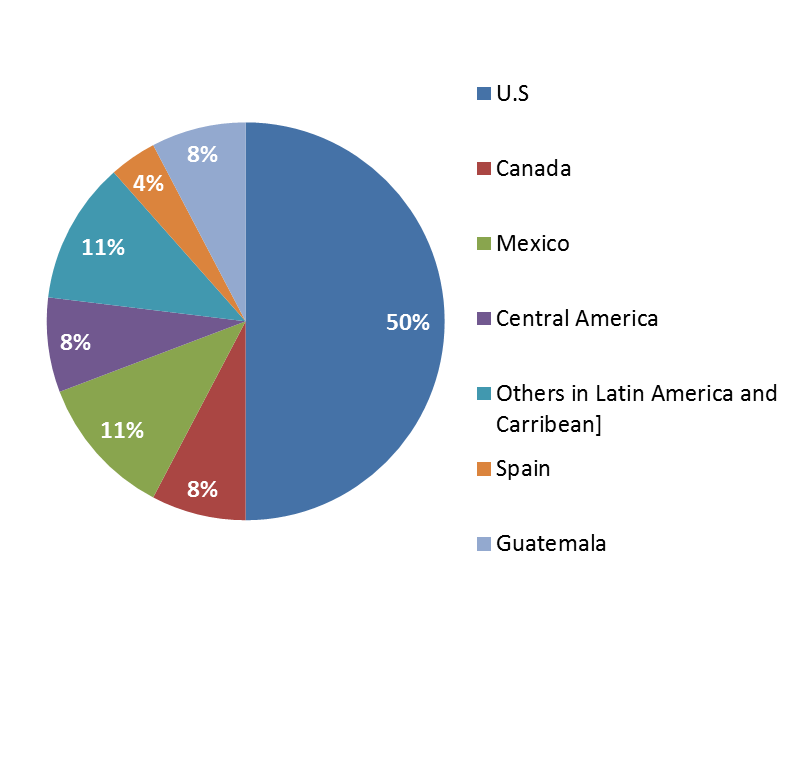 8%
4%
11%
50%
8%
11%
8%
U.S
Canada
Mexico
Central America
Others in Latin America and
Carribean]
Spain
Guatemala